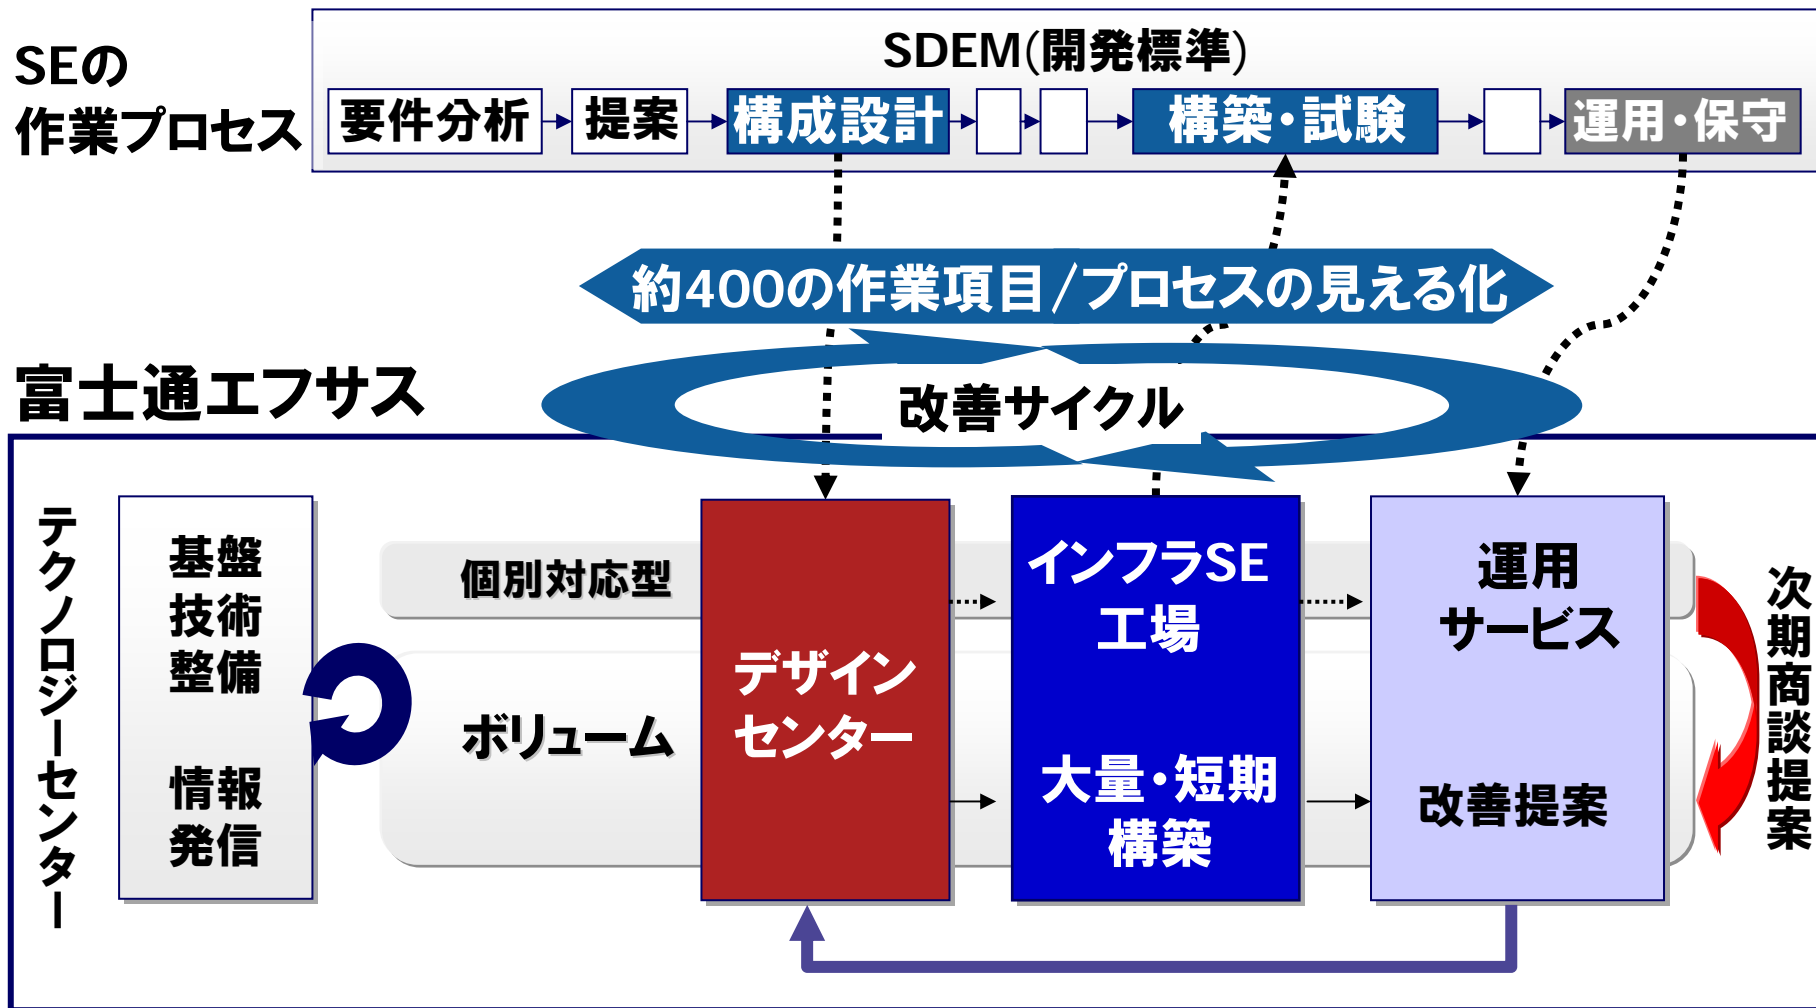 SEの
作業プロセス
SDEM(開発標準)
要件分析
提案
構成設計
構築・試験
運用・保守
約400の作業項目/プロセスの見える化
富士通エフサス
改善サイクル
テクノロジーセンター
基盤
技術
整備
情報
発信
個別対応型
ボリューム
デザイン
センター
インフラSE
工場
大量・短期
構築
運用
サービス
改善提案
次期商談提案